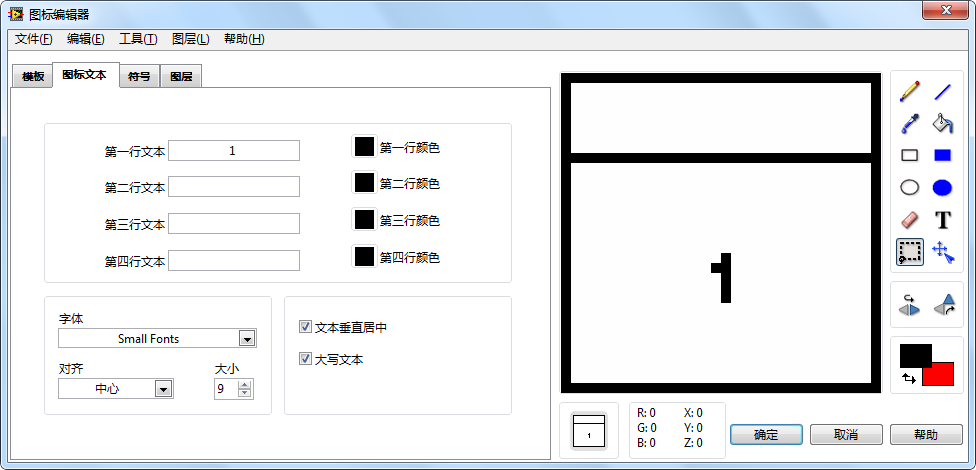 图标编辑器
文件(F) 编辑(E) 工具(T) 图层(L) 帮助(H)
模板 图标文本 符号 图层
第一行文本 1 第一行颜色
第二行文本 第二行颜色
第三行文本 第三行颜色
第四行文本 第四行颜色
字体
Small Fonts
对齐 大小
中心 9
文本垂直居中
大写文本
1
T
1
R: 0 X: 0
G: 0 Y: 0
B: 0 Z: 0
确定 取消 帮助